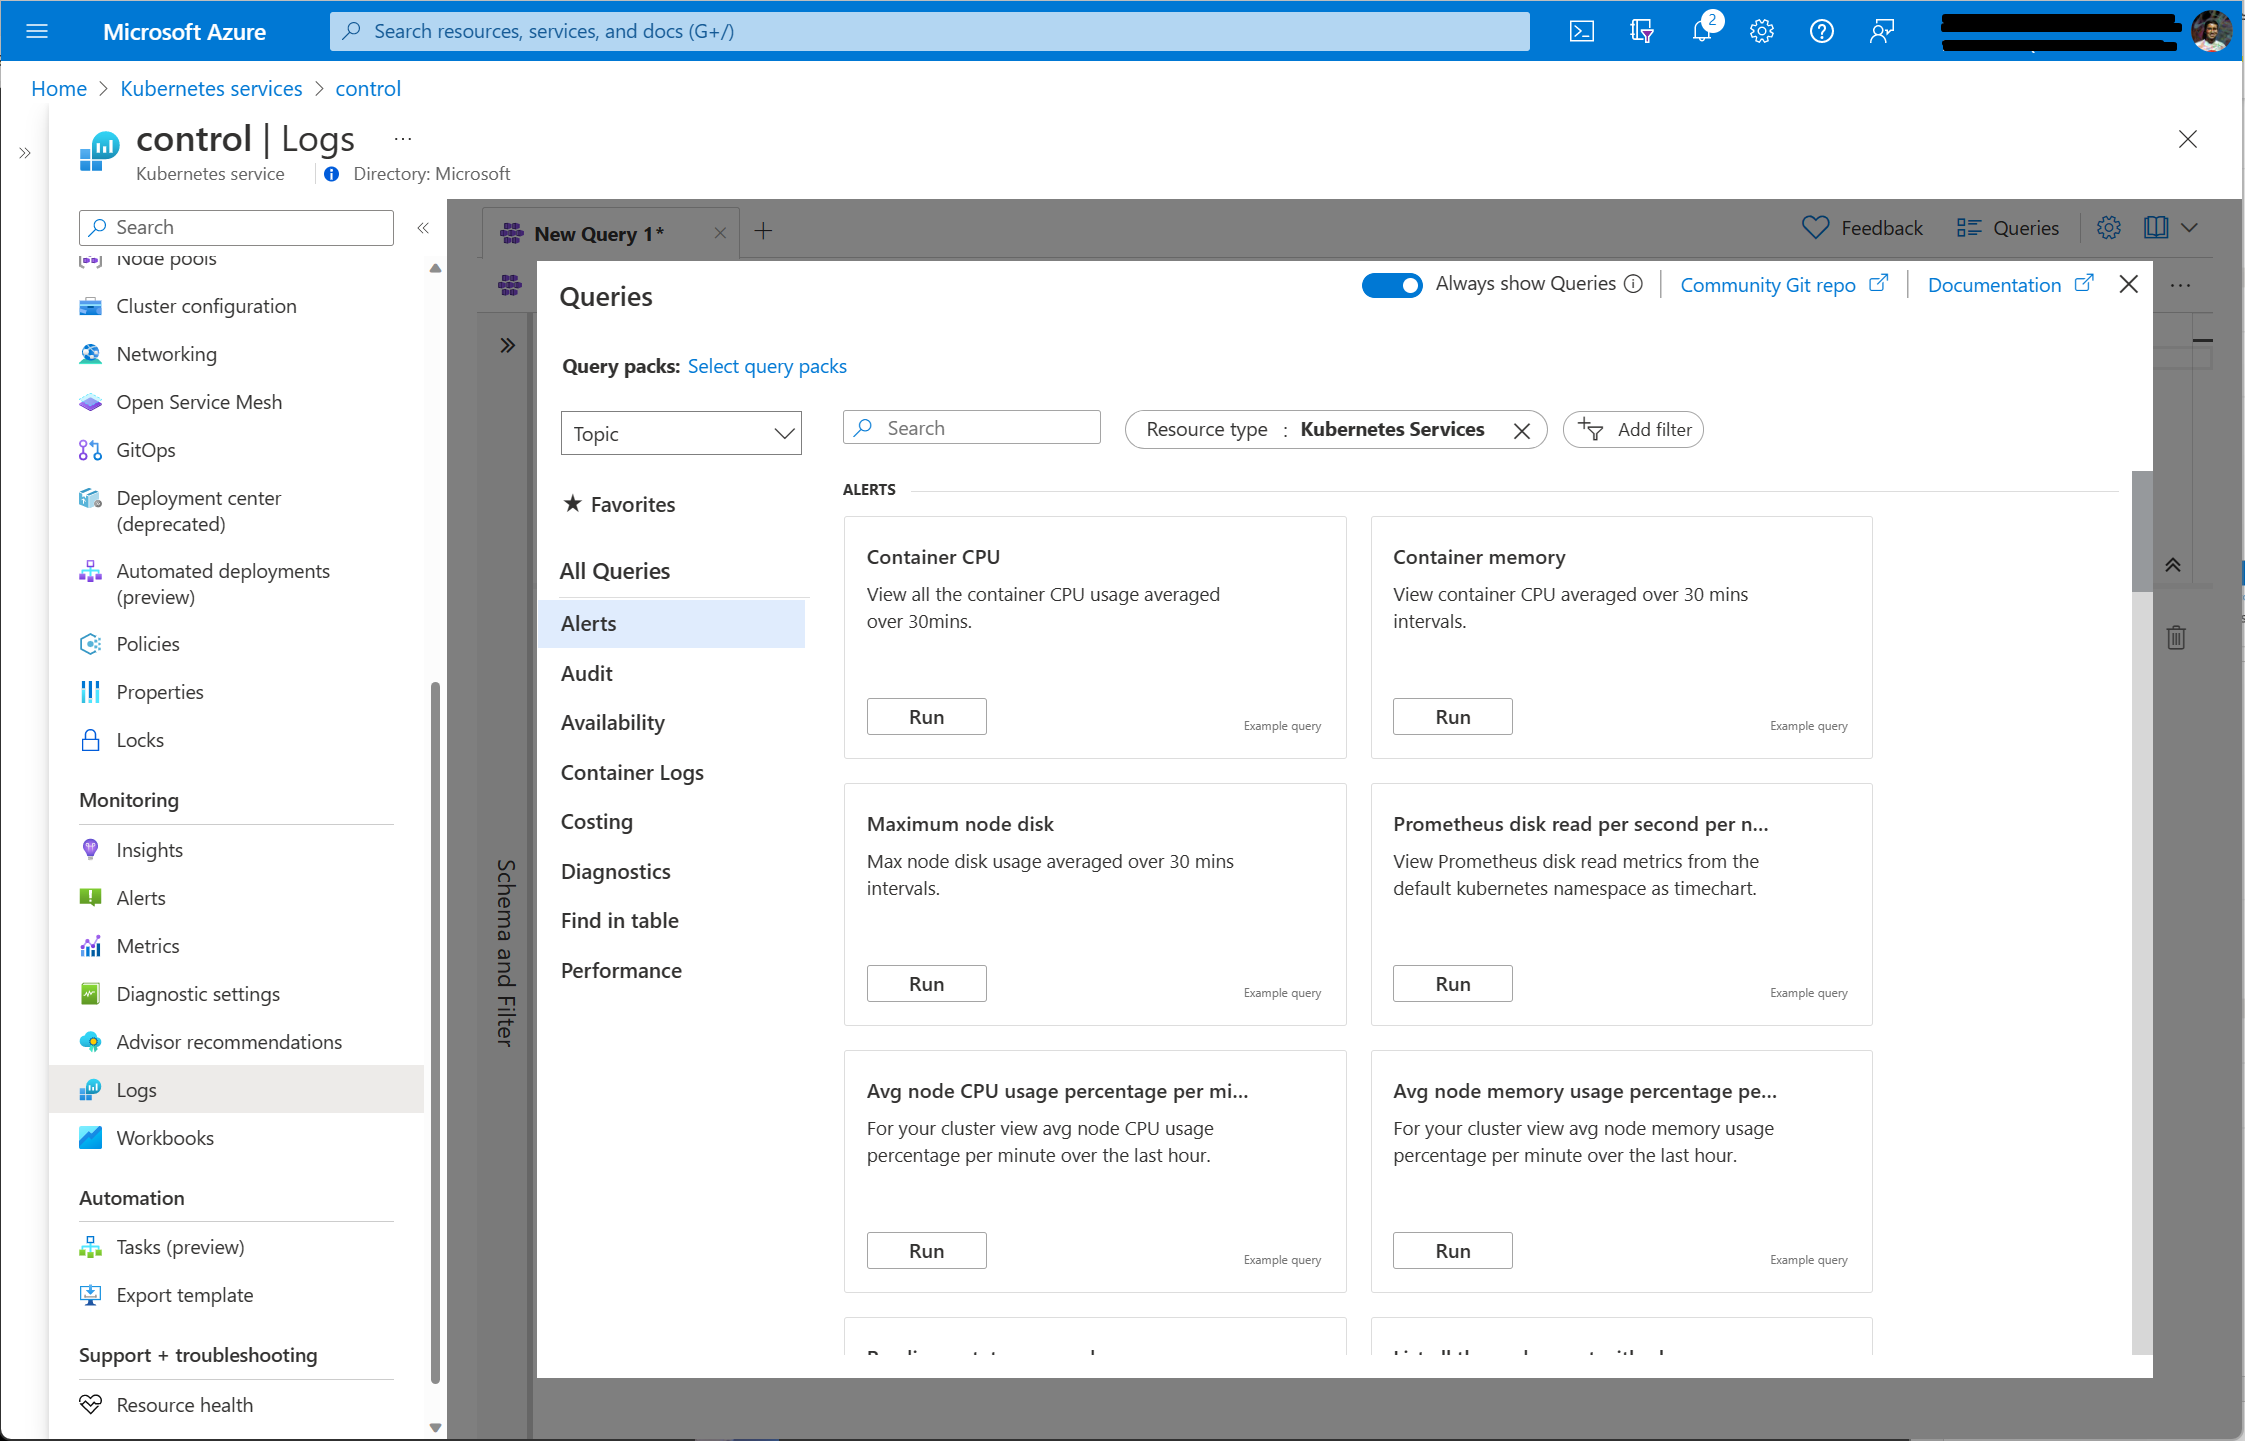 Microsoft Azure
Search resources, services, and docs (G+/)
2
Home > Kubernetes services > control
control | Logs ...
Kubernetes service
Directory: Microsoft
Search
Node pools
Cluster configuration
Networking
Open Service Mesh
GitOps
Deployment center
(deprecated)
Automated deployments
(preview)
Policies
Properties
Locks
Monitoring
Insights
Alerts
Metrics
Diagnostic settings
Advisor recommendations
Logs
Workbooks
Automation
Tasks (preview)
Export template
Support + troubleshooting
Resource health
New Query 1*
Feedback
Queries
Schema and Filter
Queries
Always show Queries
Community Git repo
Documentation
Query packs: Select query packs
Topic
Search
Resource type : Kubernetes Services
Add filter
★ Favorites
All Queries
Alerts
Audit
Availability
Container Logs
Costing
Diagnostics
Find in table
Performance
ALERTS
Container CPU
View all the container CPU usage averaged
over 30mins.
Run
Example query
Container memory
View container CPU averaged over 30 mins
intervals.
Run
Example query
Maximum node disk
Max node disk usage averaged over 30 mins
intervals.
Run
Example query
Prometheus disk read per second per n...
View Prometheus disk read metrics from the
default kubernetes namespace as timechart.
Run
Example query
Avg node CPU usage percentage per mi...
For your cluster view avg node CPU usage
percentage per minute over the last hour.
Run
Example query
Avg node memory usage percentage pe...
For your cluster view avg node memory usage
percentage per minute over the last hour.
Run
Example query